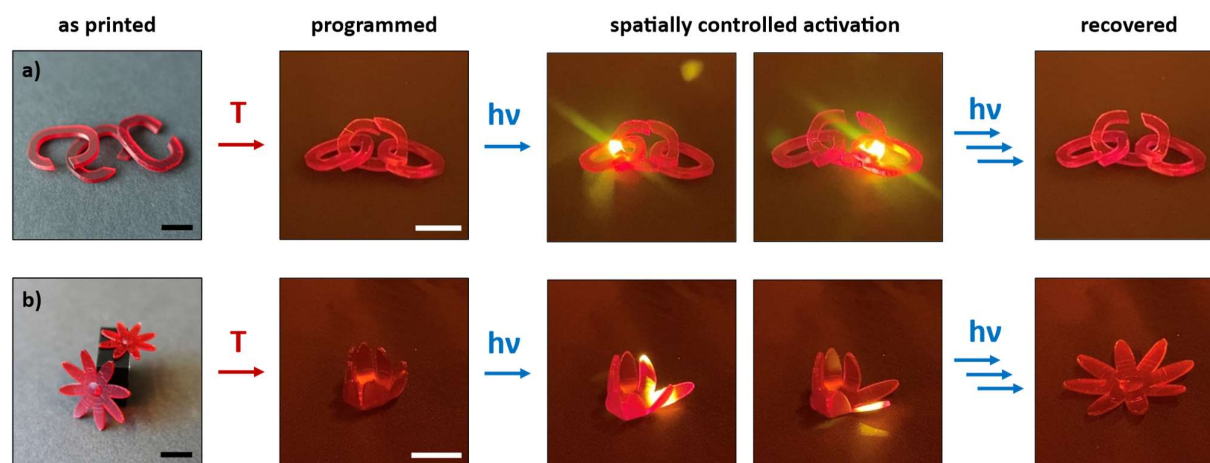 as printed
programmed
spatially controlled activation
recovered
a)
T
hν
hν
b)
T
hν
hν